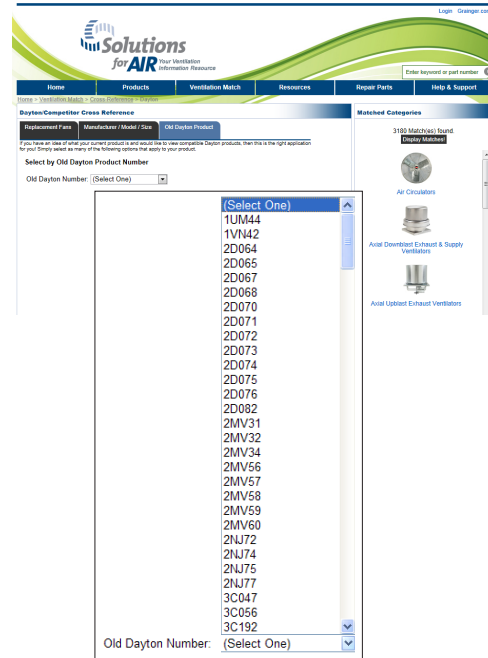 Login Grainger.com
Solutions
for AIR Your Ventilation
Information Resource
Enter keyword or part number
Home Products Ventilation Match Resources Repair Parts Help & Support
Home > Ventilation Match > Cross Reference > Dayton
Dayton/Competitor Cross Reference
Matched Categories
Replacement Fans Manufacturer / Model / Size Old Dayton Product
If you have an idea of what your current product is and would like to view compatible Dayton products, then this is the right application
for you! Simply select as many of the following options that apply to your product.
3180 Match(es) found
Display Matches!
Select by Old Dayton Product Number
Old Dayton Number: (Select One)
Air Circulators
Axial Downblast Exhaust & Supply
Ventilators
Axial Upblast Exhaust Ventilators
(Select One)
1UM44
1VN42
2D064
2D065
2D067
2D068
2D070
2D071
2D072
2D073
2D074
2D075
2D076
2D082
2MV31
2MV32
2MV34
2MV56
2MV57
2MV58
2MV59
2MV60
2NJ72
2NJ74
2NJ75
2NJ77
3C047
3C056
3C192
Old Dayton Number: (Select One)